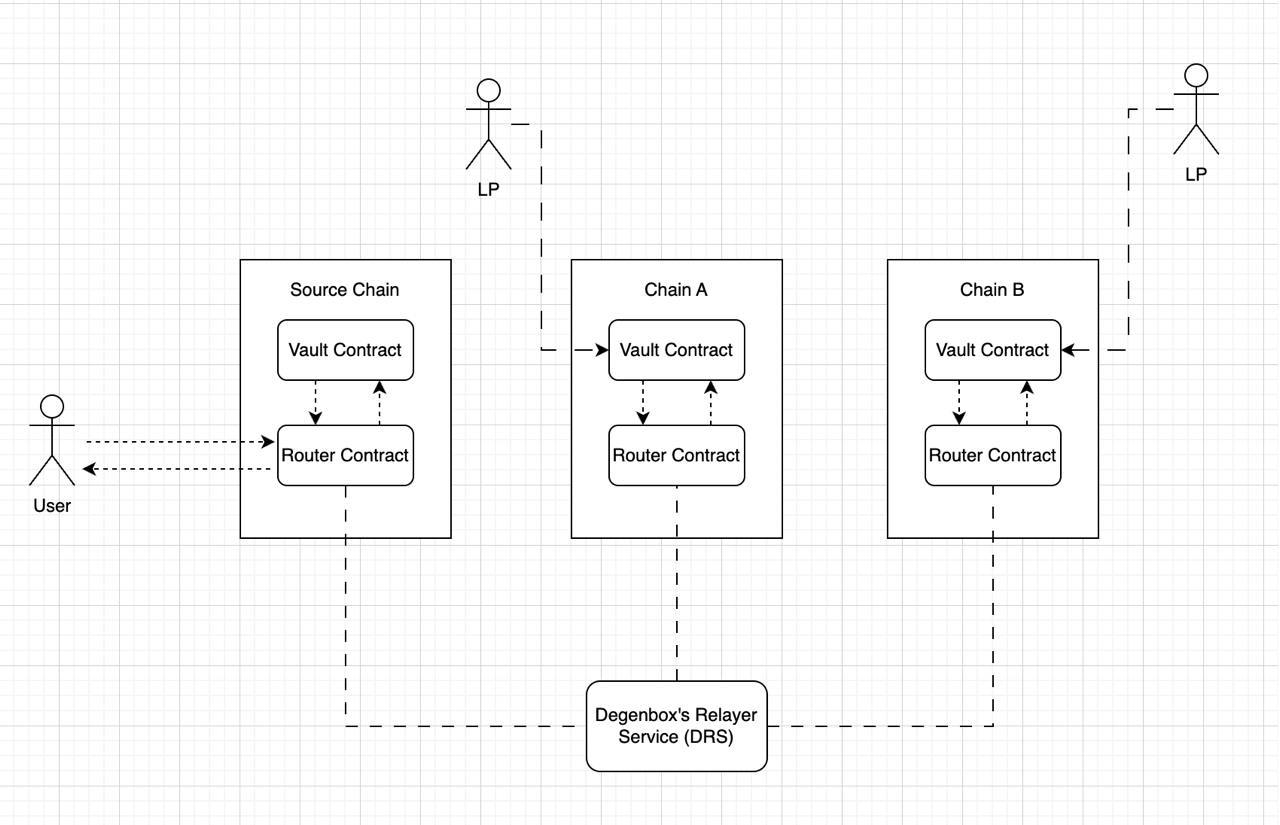 LP
LP
Source Chain
Chain A
Chain B
Vault Contract
Vault Contract
Vault Contract
Router Contract
Router Contract
Router Contract
User
Degenbox's Relayer
Service (DRS)